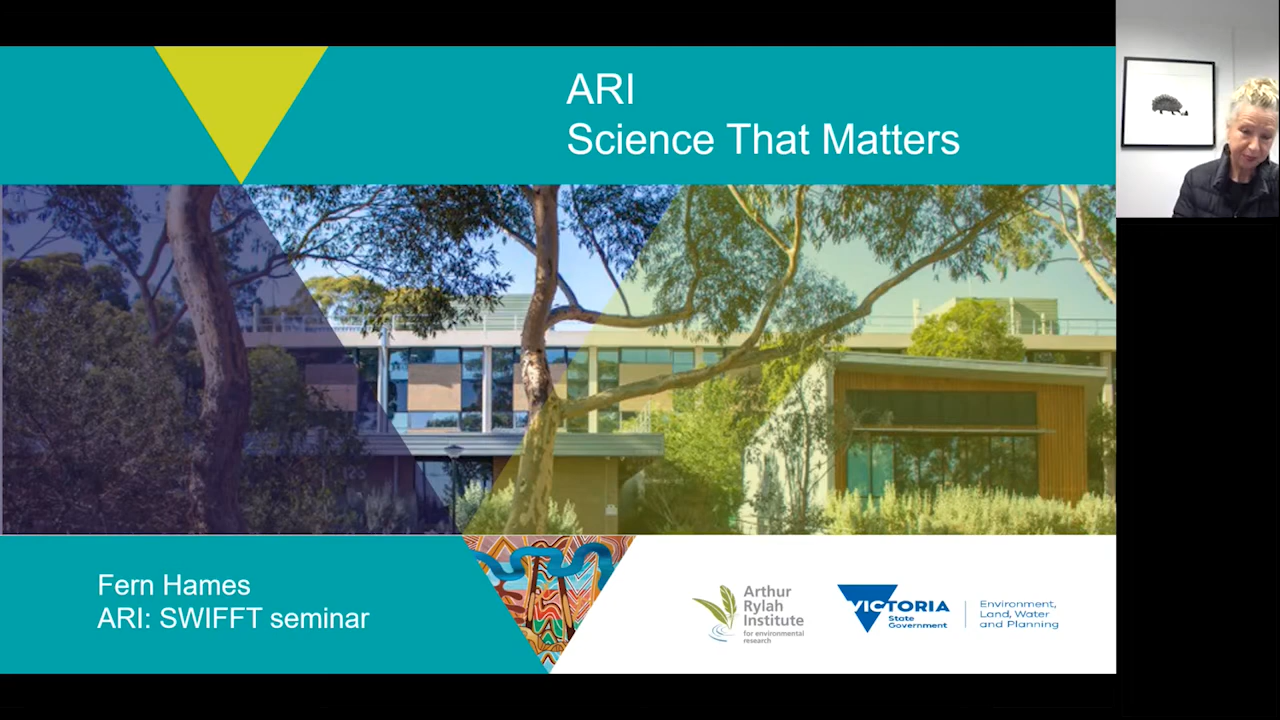 ARI
Science That Matters
Fern Hames
ARI: SWIFFT seminar
Arthur
Rylah
Institute
for environmental
research
VICTORIA
State
Government
Environment,
Land, Water
and Planning